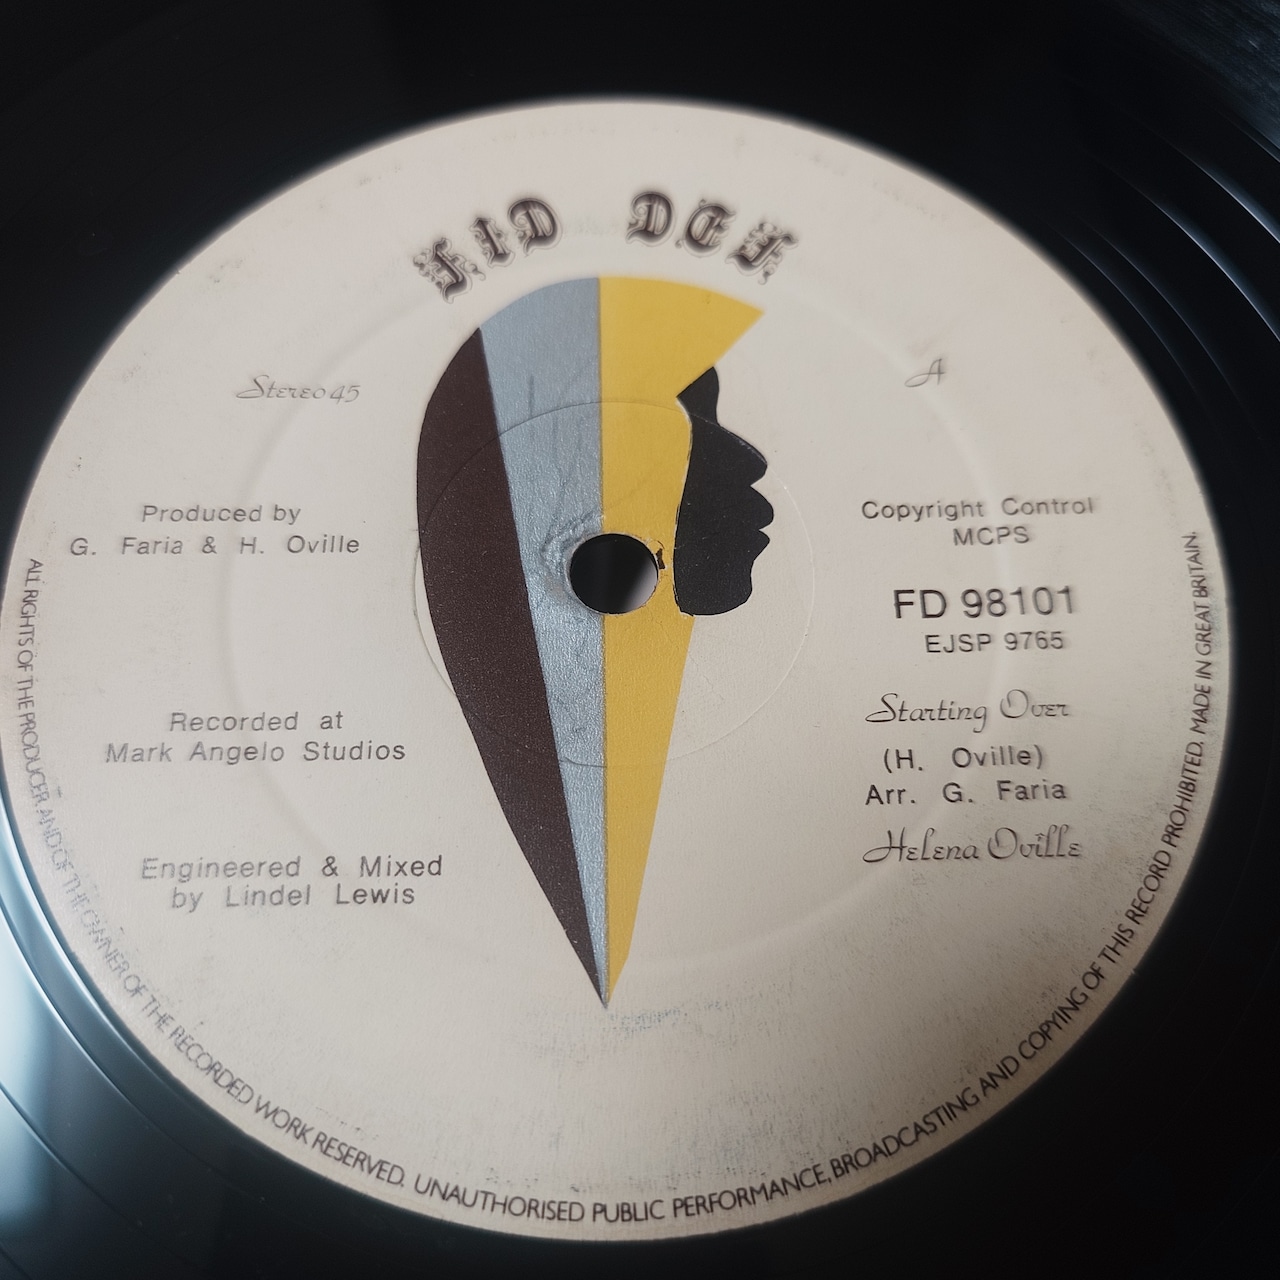 FID DEF
Stereo 45
A
Produced by
G. Faria & H. Oville
Copyright Control
MCPS
FD 98101
EJSP 9765
Recorded at
Mark Angelo Studios
Starting Over
(H. Oville)
Arr. G. Faria
Helena Oville
Engineered & Mixed
by Lindel Lewis
ALL RIGHTS OF THE PRODUCER AND OF THE OWNER OF THE RECORDED WORK RESERVED. UNAUTHORISED PUBLIC PERFORMANCE, BROADCASTING AND COPYING OF THIS RECORD PROHIBITED. MADE IN GREAT BRITAIN.